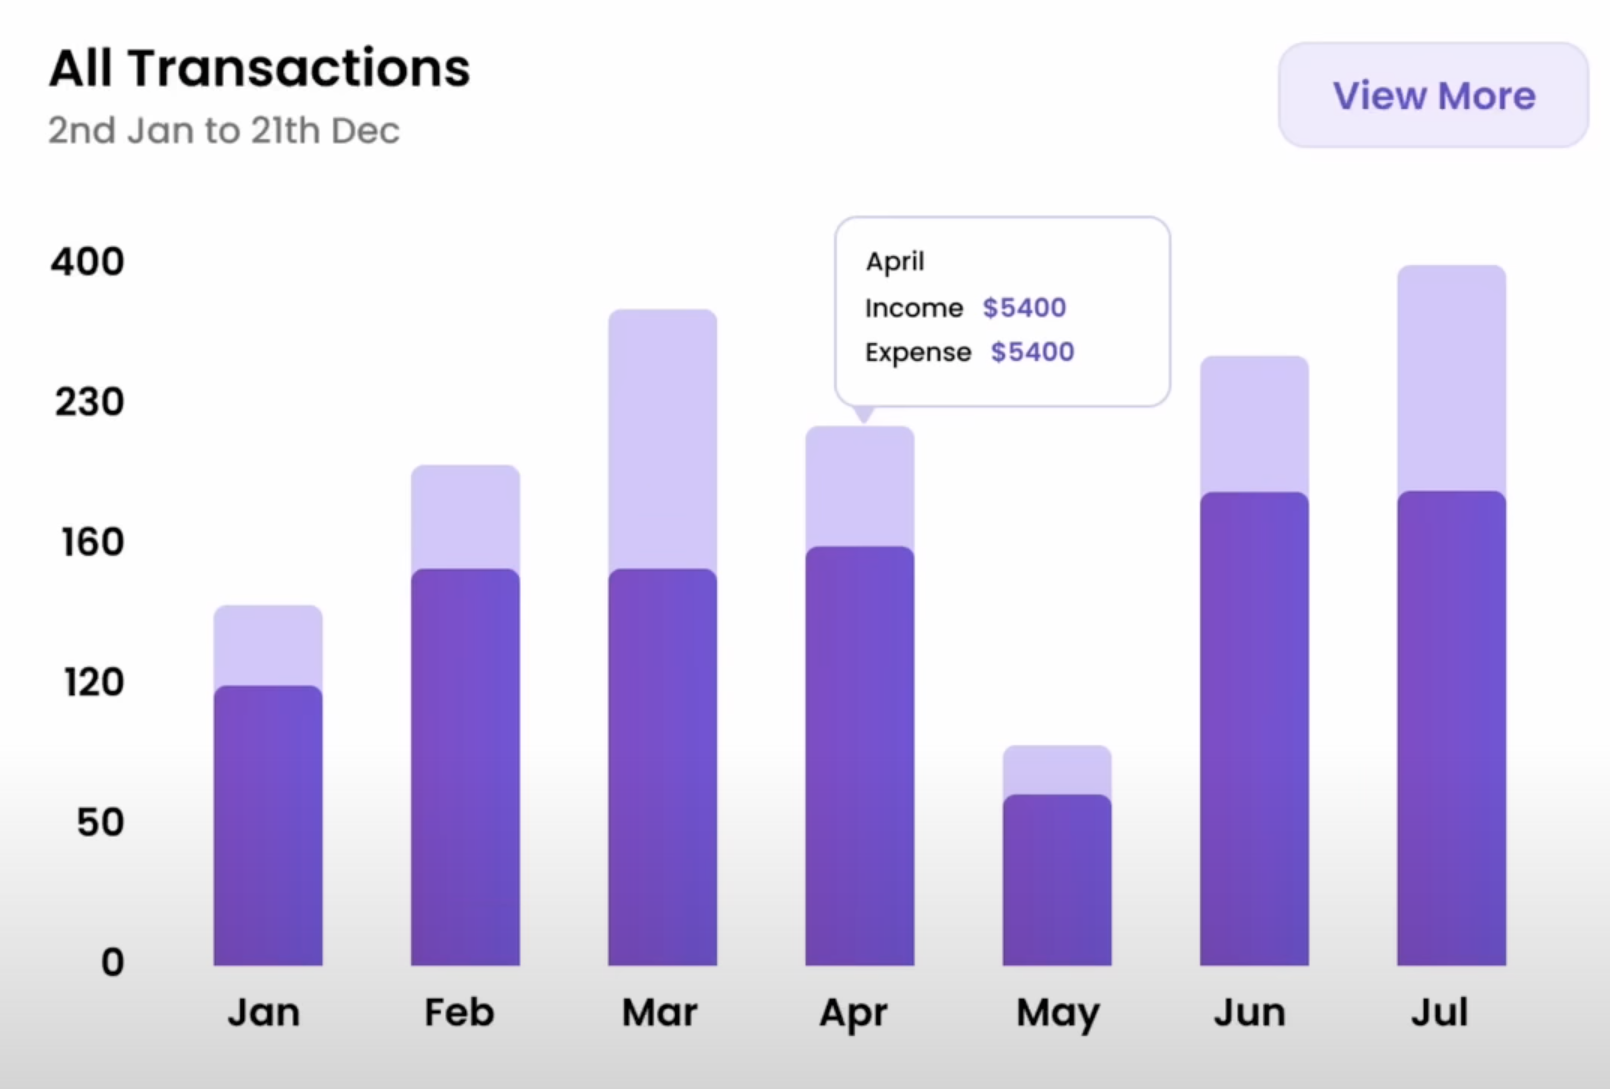 All Transactions
2nd Jan to 21th Dec
View More
400
230
160
120
50
0
April
Income $5400
Expense $5400
Jan Feb Mar Apr May Jun Jul